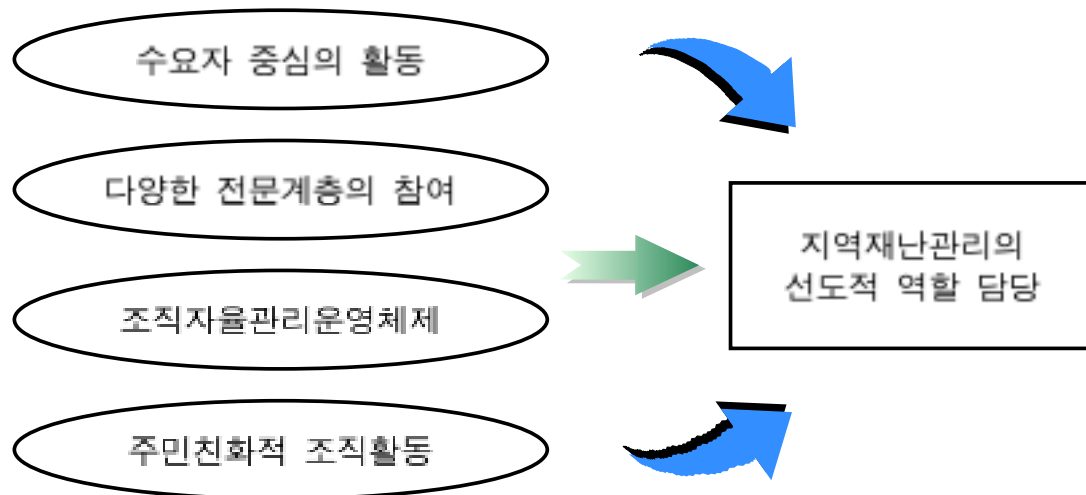 수요자 중심의 활동
다양한 전문계층의 참여
조직자율관리운영체제
주민친화적 조직활동
지역재난관리의
선도적 역할 담당